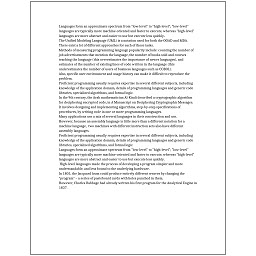 Languages form an approximate spectrum from "low-level" to "high-level"; "low-level"
languages are typically more machine-oriented and faster to execute, whereas "high-level"
languages are more abstract and easier to use but execute less quickly.
The Unified Modeling Language (UML) is a notation used for both the OOAD and MDA.
There exist a lot of different approaches for each of those tasks.
Methods of measuring programming language popularity include: counting the number of
job advertisements that mention the language, the number of books sold and courses
teaching the language (this overestimates the importance of newer languages), and
estimates of the number of existing lines of code written in the language (this
underestimates the number of users of business languages such as COBOL).
Also, specific user environment and usage history can make it difficult to reproduce the
problem.
Proficient programming usually requires expertise in several different subjects, including
knowledge of the application domain, details of programming languages and generic code
libraries, specialized algorithms, and formal logic.
In the 9th century, the Arab mathematician Al-Kindi described a cryptographic algorithm
for deciphering encrypted code, in A Manuscript on Deciphering Cryptographic Messages.
It involves designing and implementing algorithms, step-by-step specifications of
procedures, by writing code in one or more programming languages.
Many applications use a mix of several languages in their construction and use.
However, because an assembly language is little more than a different notation for a
machine language, two machines with different instruction sets also have different
assembly languages.
Proficient programming usually requires expertise in several different subjects, including
knowledge of the application domain, details of programming languages and generic code
libraries, specialized algorithms, and formal logic.
Languages form an approximate spectrum from "low-level" to "high-level"; "low-level"
languages are typically more machine-oriented and faster to execute, whereas "high-level"
languages are more abstract and easier to use but execute less quickly.
High-level languages made the process of developing a program simpler and more
understandable, and less bound to the underlying hardware.
In 1801, the Jacquard loom could produce entirely different weaves by changing the
"program" – a series of pasteboard cards with holes punched in them.
However, Charles Babbage had already written his first program for the Analytical Engine in
1837.